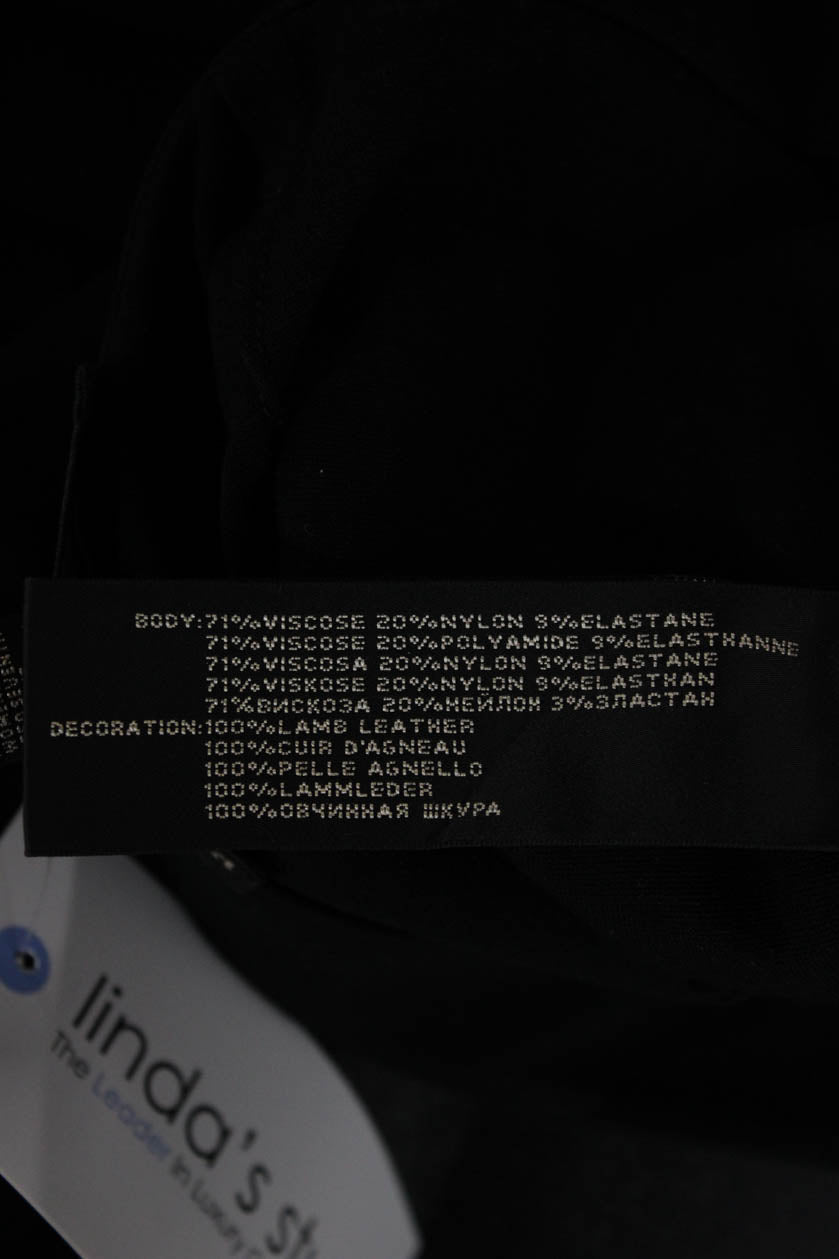 BODY:71%VISCOSE 20%NYLON 9%ELASTANE
71%VISCOSE 20%POLYAMIDE 9%ELASTHANNE
71%VISCOSA 20%NYLON 9%ELASTANE
71%VISKOSE 20%NYLON 9%ELASTHAN
71%ВИСКОЗА 20%НЕЙЛОН 9%ЭЛАСТАН
DECORATION:100%LAMB LEATHER
100%CUIR D'AGNEAU
100%PELLE AGNELLO
100%LAMMLEDER
100%ОВЧИННАЯ ШКУРА
linda's
The Leader In Luxury